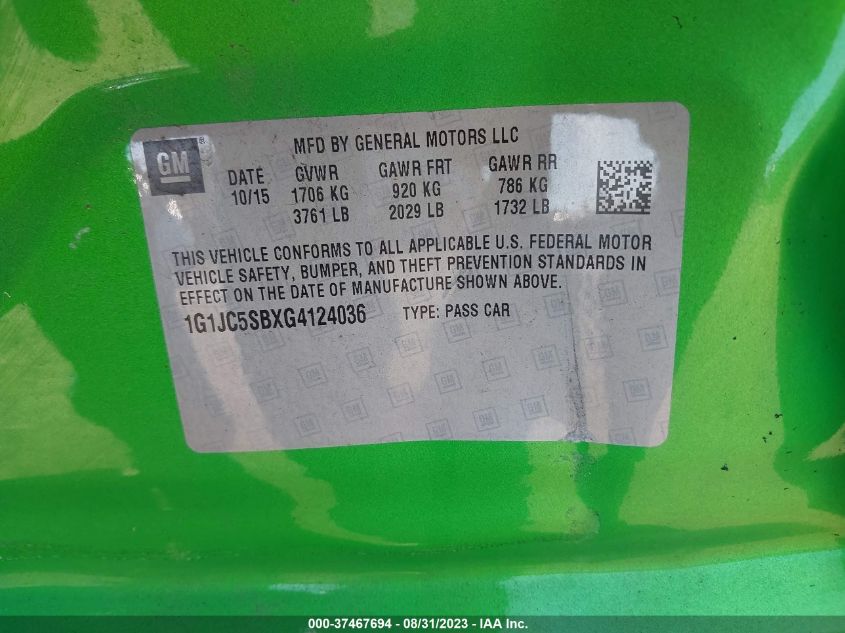 GM®
MFD BY GENERAL MOTORS LLC
DATE GVWR GAWR FRT GAWR RR
10/15 1706 KG 920 KG 786 KG
3761 LB 2029 LB 1732 LB
THIS VEHICLE CONFORMS TO ALL APPLICABLE U.S. FEDERAL MOTOR
VEHICLE SAFETY, BUMPER, AND THEFT PREVENTION STANDARDS IN
EFFECT ON THE DATE OF MANUFACTURE SHOWN ABOVE.
1G1JC5SBXG4124036 TYPE: PASS CAR
000-37467694 - 08/31/2023 - IAA Inc.